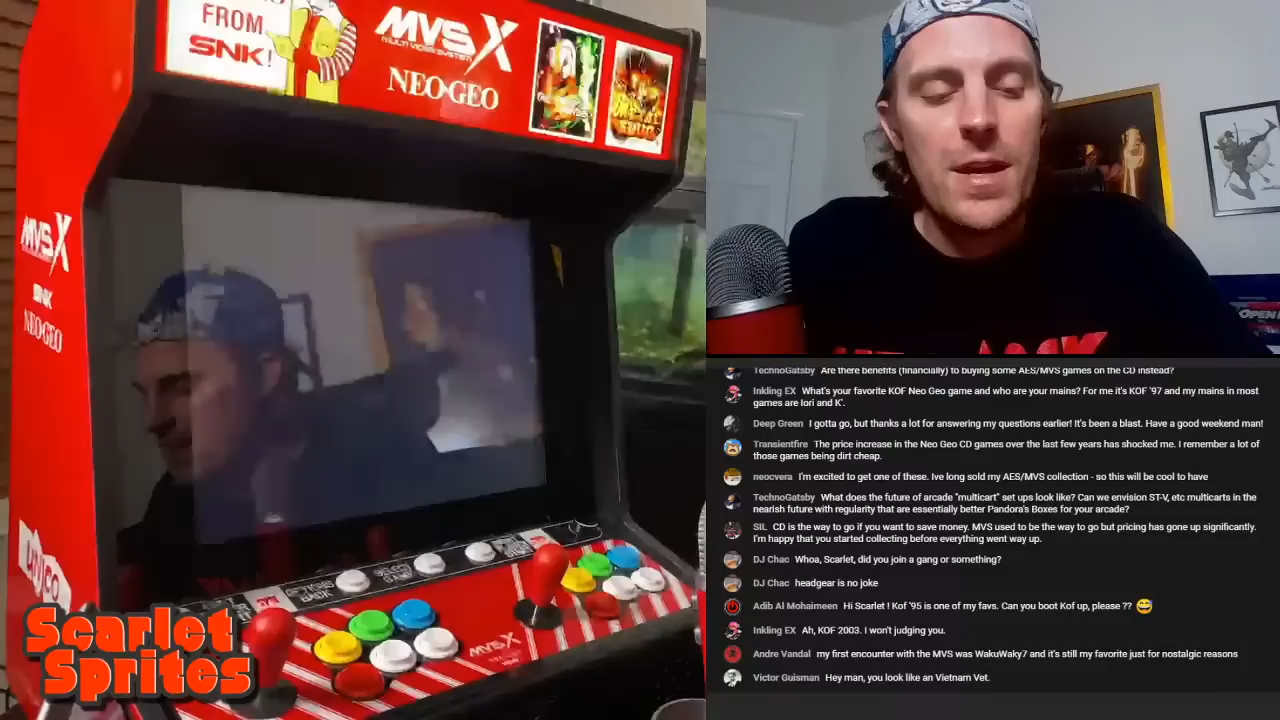 FROM
SNK!
MVSX
MULTI VIDEO SYSTEM
NEO·GEO
METAL SLUG
MVSX
SNK
NEO·GEO
Unico
MVSX
Scarlet
Sprites
OPEN
TechnoGatsby Are there benefits (financially) to buying some AES/MVS games on the CD instead?
Inkling EX What's your favorite KOF Neo Geo game and who are your mains? For me it's KOF '97 and my mains in most
games are Iori and K'.
Deep Green I gotta go, but thanks a lot for answering my questions earlier! It's been a blast. Have a good weekend man!
Transientfire The price increase in the Neo Geo CD games over the last few years has shocked me. I remember a lot of
those games being dirt cheap.
neocvera I'm excited to get one of these. Ive long sold my AES/MVS collection - so this will be cool to have
TechnoGatsby What does the future of arcade "multicart" set ups look like? Can we envision ST-V, etc multicarts in the
nearish future with regularity that are essentially better Pandora's Boxes for your arcade?
SIL CD is the way to go if you want to save money. MVS used to be the way to go but pricing has gone up significantly.
I'm happy that you started collecting before everything went way up.
DJ Chac Whoa, Scarlet, did you join a gang or something?
DJ Chac headgear is no joke
Adib Al Mohaimeen Hi Scarlet ! Kof '95 is one of my favs. Can you boot Kof up, please ?? 😅
Inkling EX Ah, KOF 2003. I won't judging you.
Andre Vandal my first encounter with the MVS was WakuWaky7 and it's still my favorite just for nostalgic reasons
Victor Guisman Hey man, you look like an Vietnam Vet.